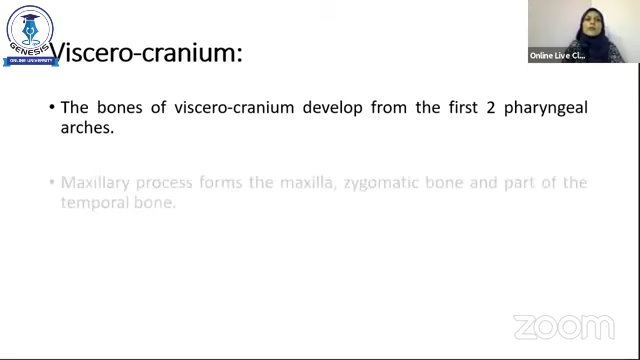 GENESIS
ONLINE UNIVERSITY
Viscero-cranium:
Online Live Cl...
• The bones of viscero-cranium develop from the first 2 pharyngeal
arches.
• Maxillary process forms the maxilla, zygomatic bone and part of the
temporal bone.
zoom